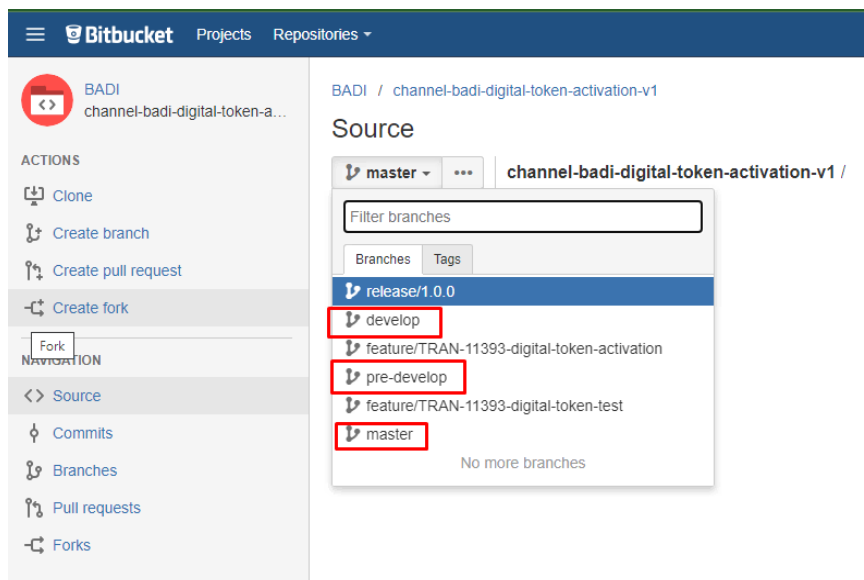 Bitbucket Projects Repositories
BADI
channel-badi-digital-token-a...
ACTIONS
Clone
Create branch
Create pull request
Create fork
Fork
NAVIGATION
Source
Commits
Branches
Pull requests
Forks
BADI / channel-badi-digital-token-activation-v1
Source
master ••• channel-badi-digital-token-activation-v1 /
Filter branches
Branches Tags
release/1.0.0
develop
feature/TRAN-11393-digital-token-activation
pre-develop
feature/TRAN-11393-digital-token-test
master
No more branches